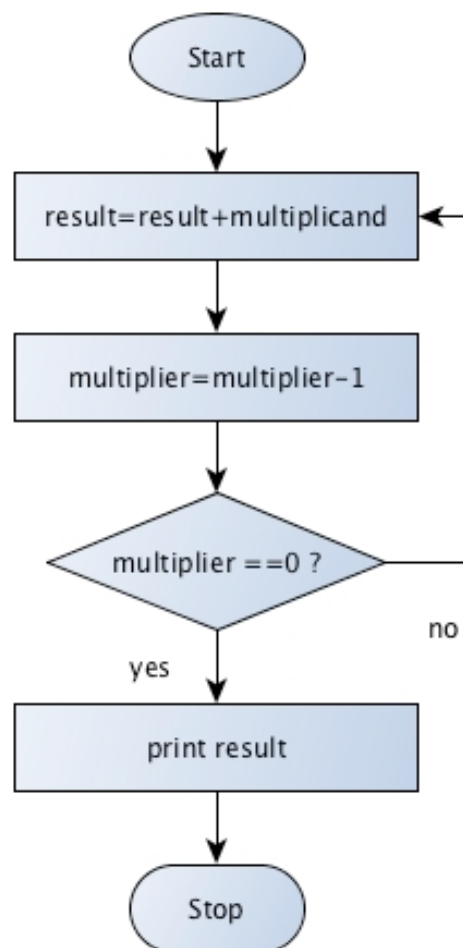 Start
result=result+multiplicand
multiplier=multiplier-1
multiplier ==0 ?
no
yes
print result
Stop